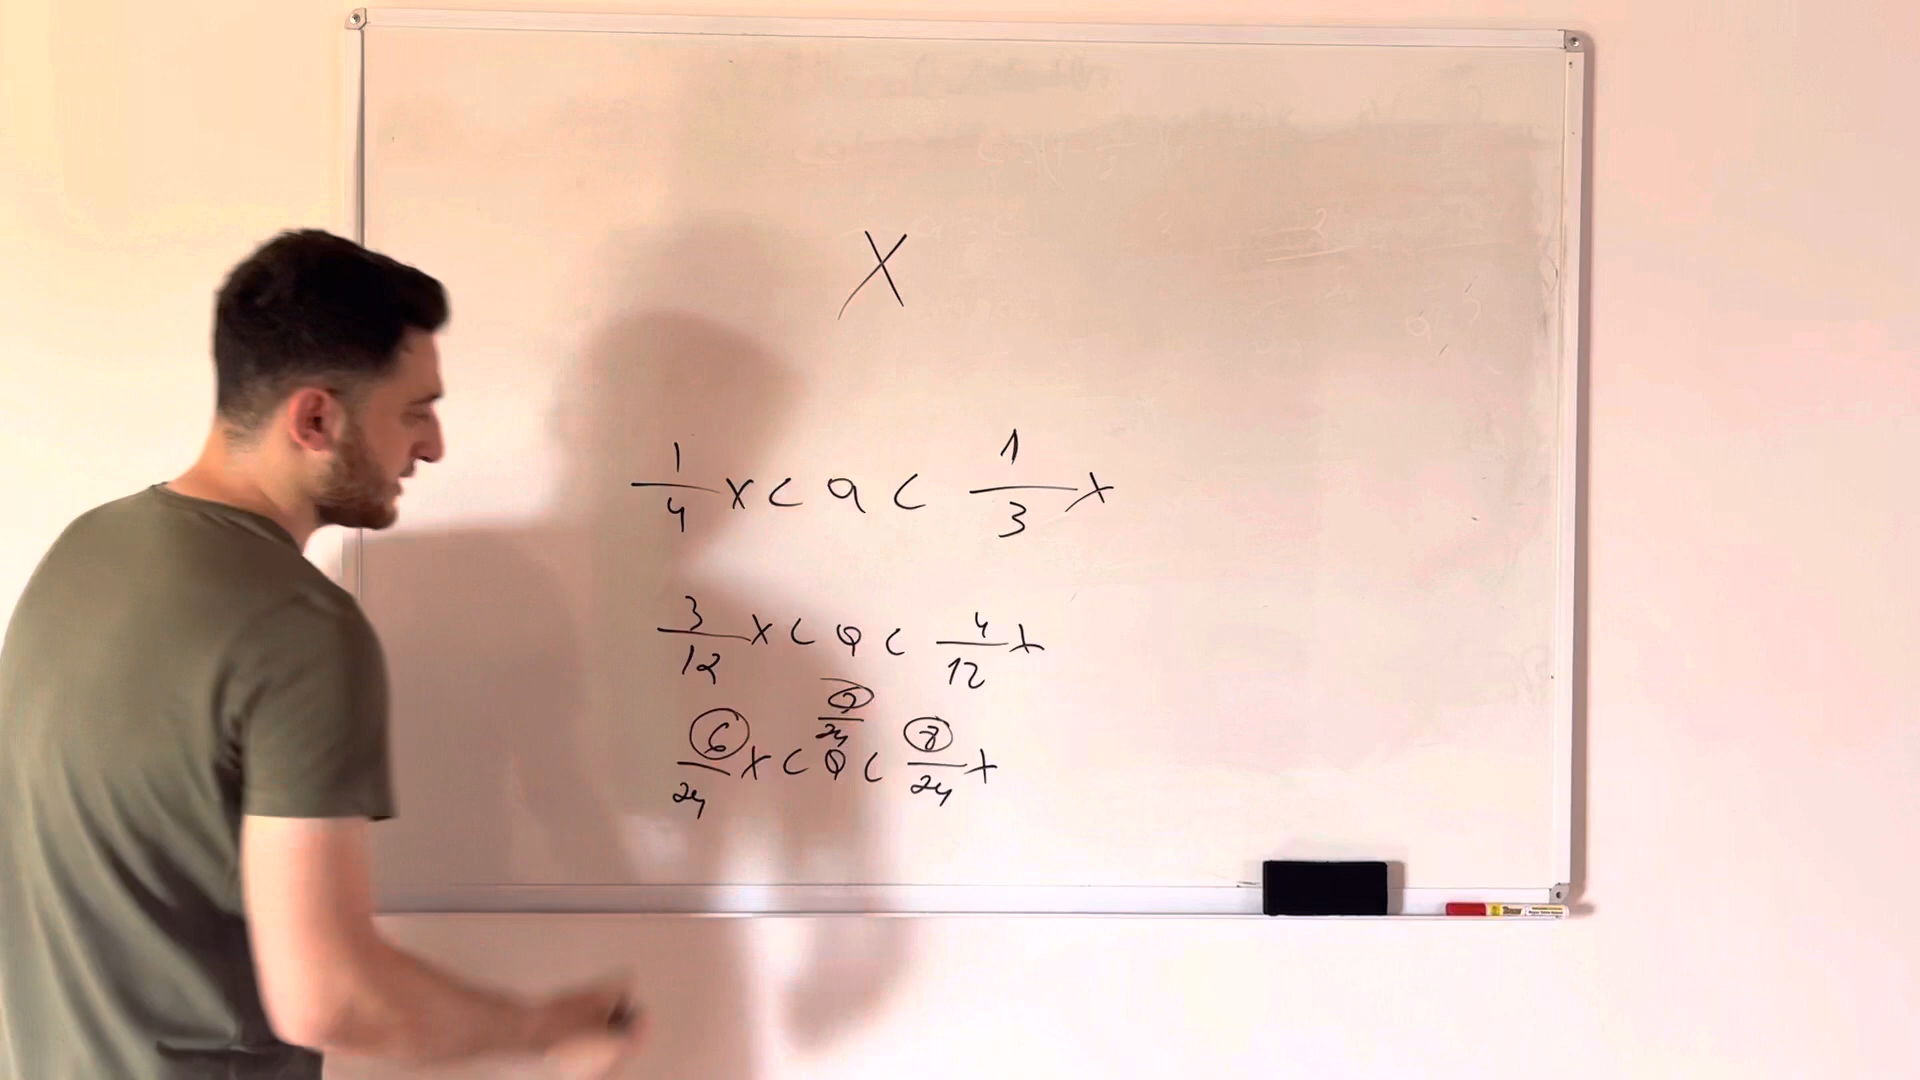 X
1/4 x < a < 1/3 x
3/12 x < a < 4/12 x
6/24 x < a < 8/24 x
7/24